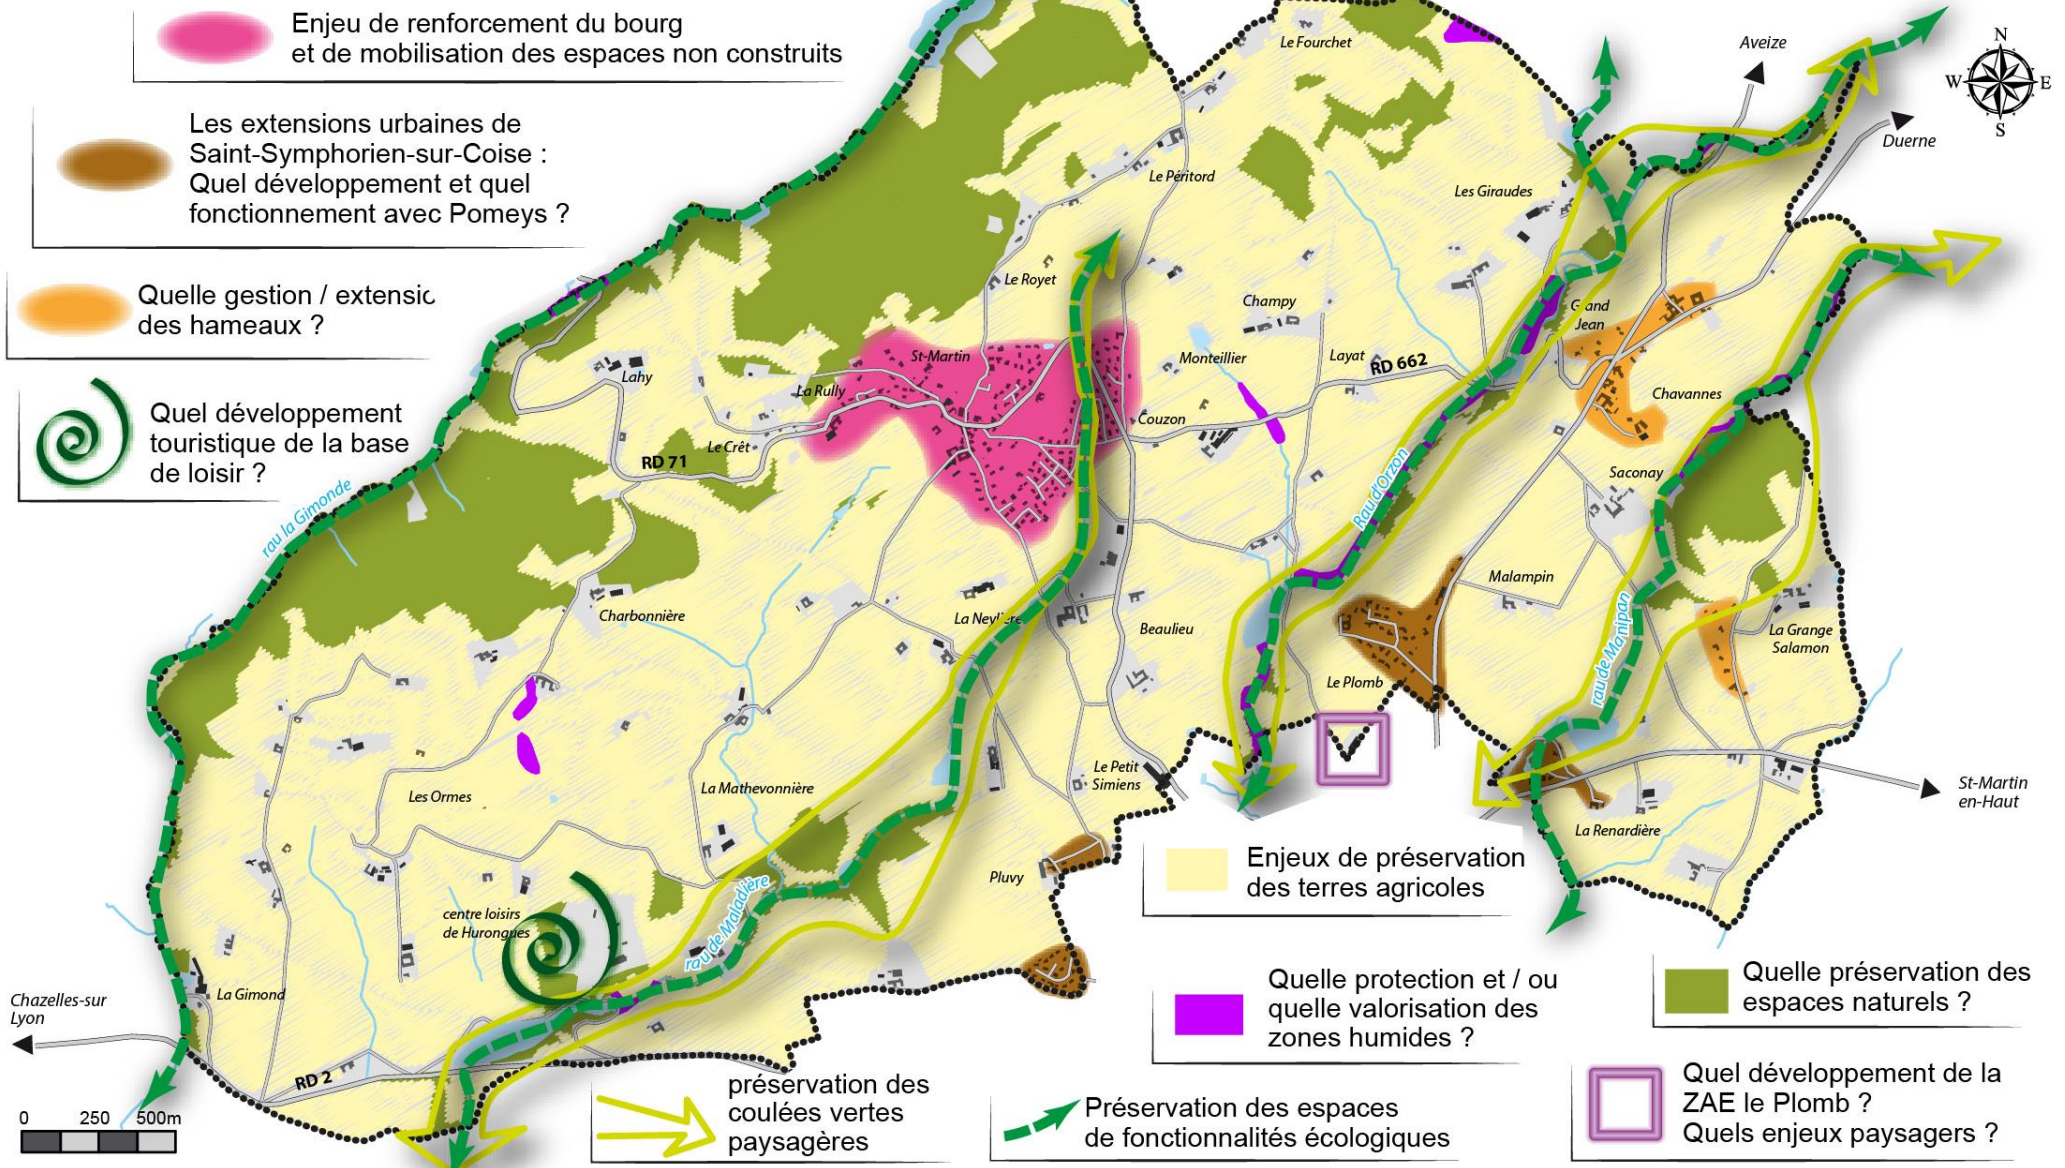 Enjeu de renforcement du bourg
et de mobilisation des espaces non construits
Les extensions urbaines de
Saint-Symphorien-sur-Coise :
Quel développement et quel
fonctionnement avec Pomeys ?
Quelle gestion / extensic
des hameaux ?
Quel développement
touristique de la base
de loisir ?
Le Fourchet
Aveize
N
W
E
S
Duerne
Le Péritord
Les Giraudes
Le Royet
Champy
Grand
Jean
St-Martin
Monteillier
Layat
RD 662
Lahy
La Rully
Chavannes
Couzon
Le Crêt
RD 71
Saconay
rau la Gimonde
Rau d'Orzon
Malampin
Charbonnière
La Nevlière
Beaulieu
rau de Manipan
La Grange
Salamon
Le Plomb
Le Petit
Simiens
La Mathevonnière
Les Ormes
St-Martin
en-Haut
La Renardière
Pluvy
centre loisirs
de Hurongues
rau de Maladière
La Gimond
Chazelles-sur
Lyon
RD 2
0 250 500m
Enjeux de préservation
des terres agricoles
Quelle protection et / ou
quelle valorisation des
zones humides ?
Quelle préservation des
espaces naturels ?
préservation des
coulées vertes
paysagères
Préservation des espaces
de fonctionnalités écologiques
Quel développement de la
ZAE le Plomb ?
Quels enjeux paysagers ?